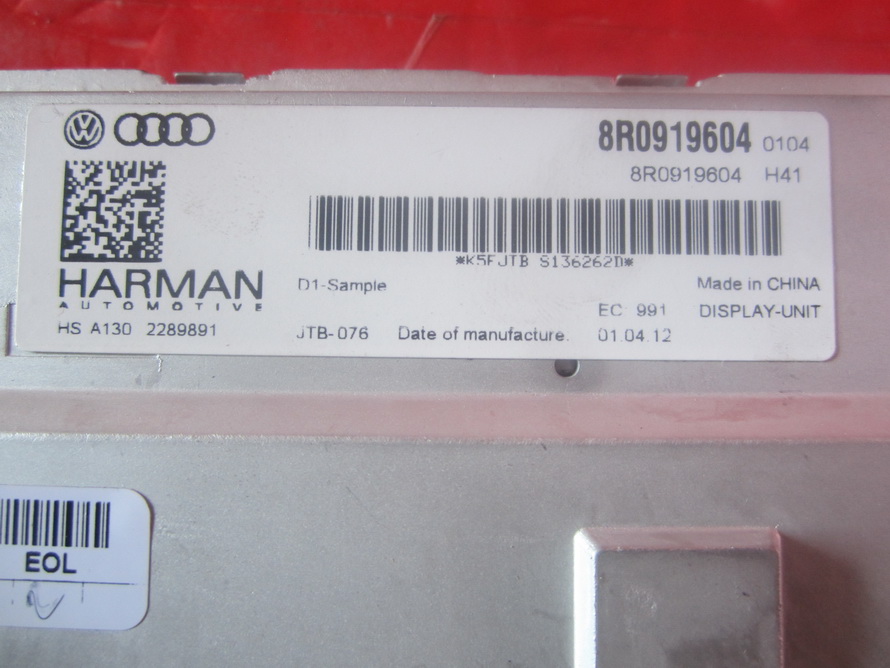 8R0919604 0104
8R0919604 H41
*K5FJTB S136262D*
HARMAN
AUTOMOTIVE
D1-Sample
Made in CHINA
EC 991 DISPLAY-UNIT
HS A130 2289891 JTB-076 Date of manufacture. 01.04.12
EOL